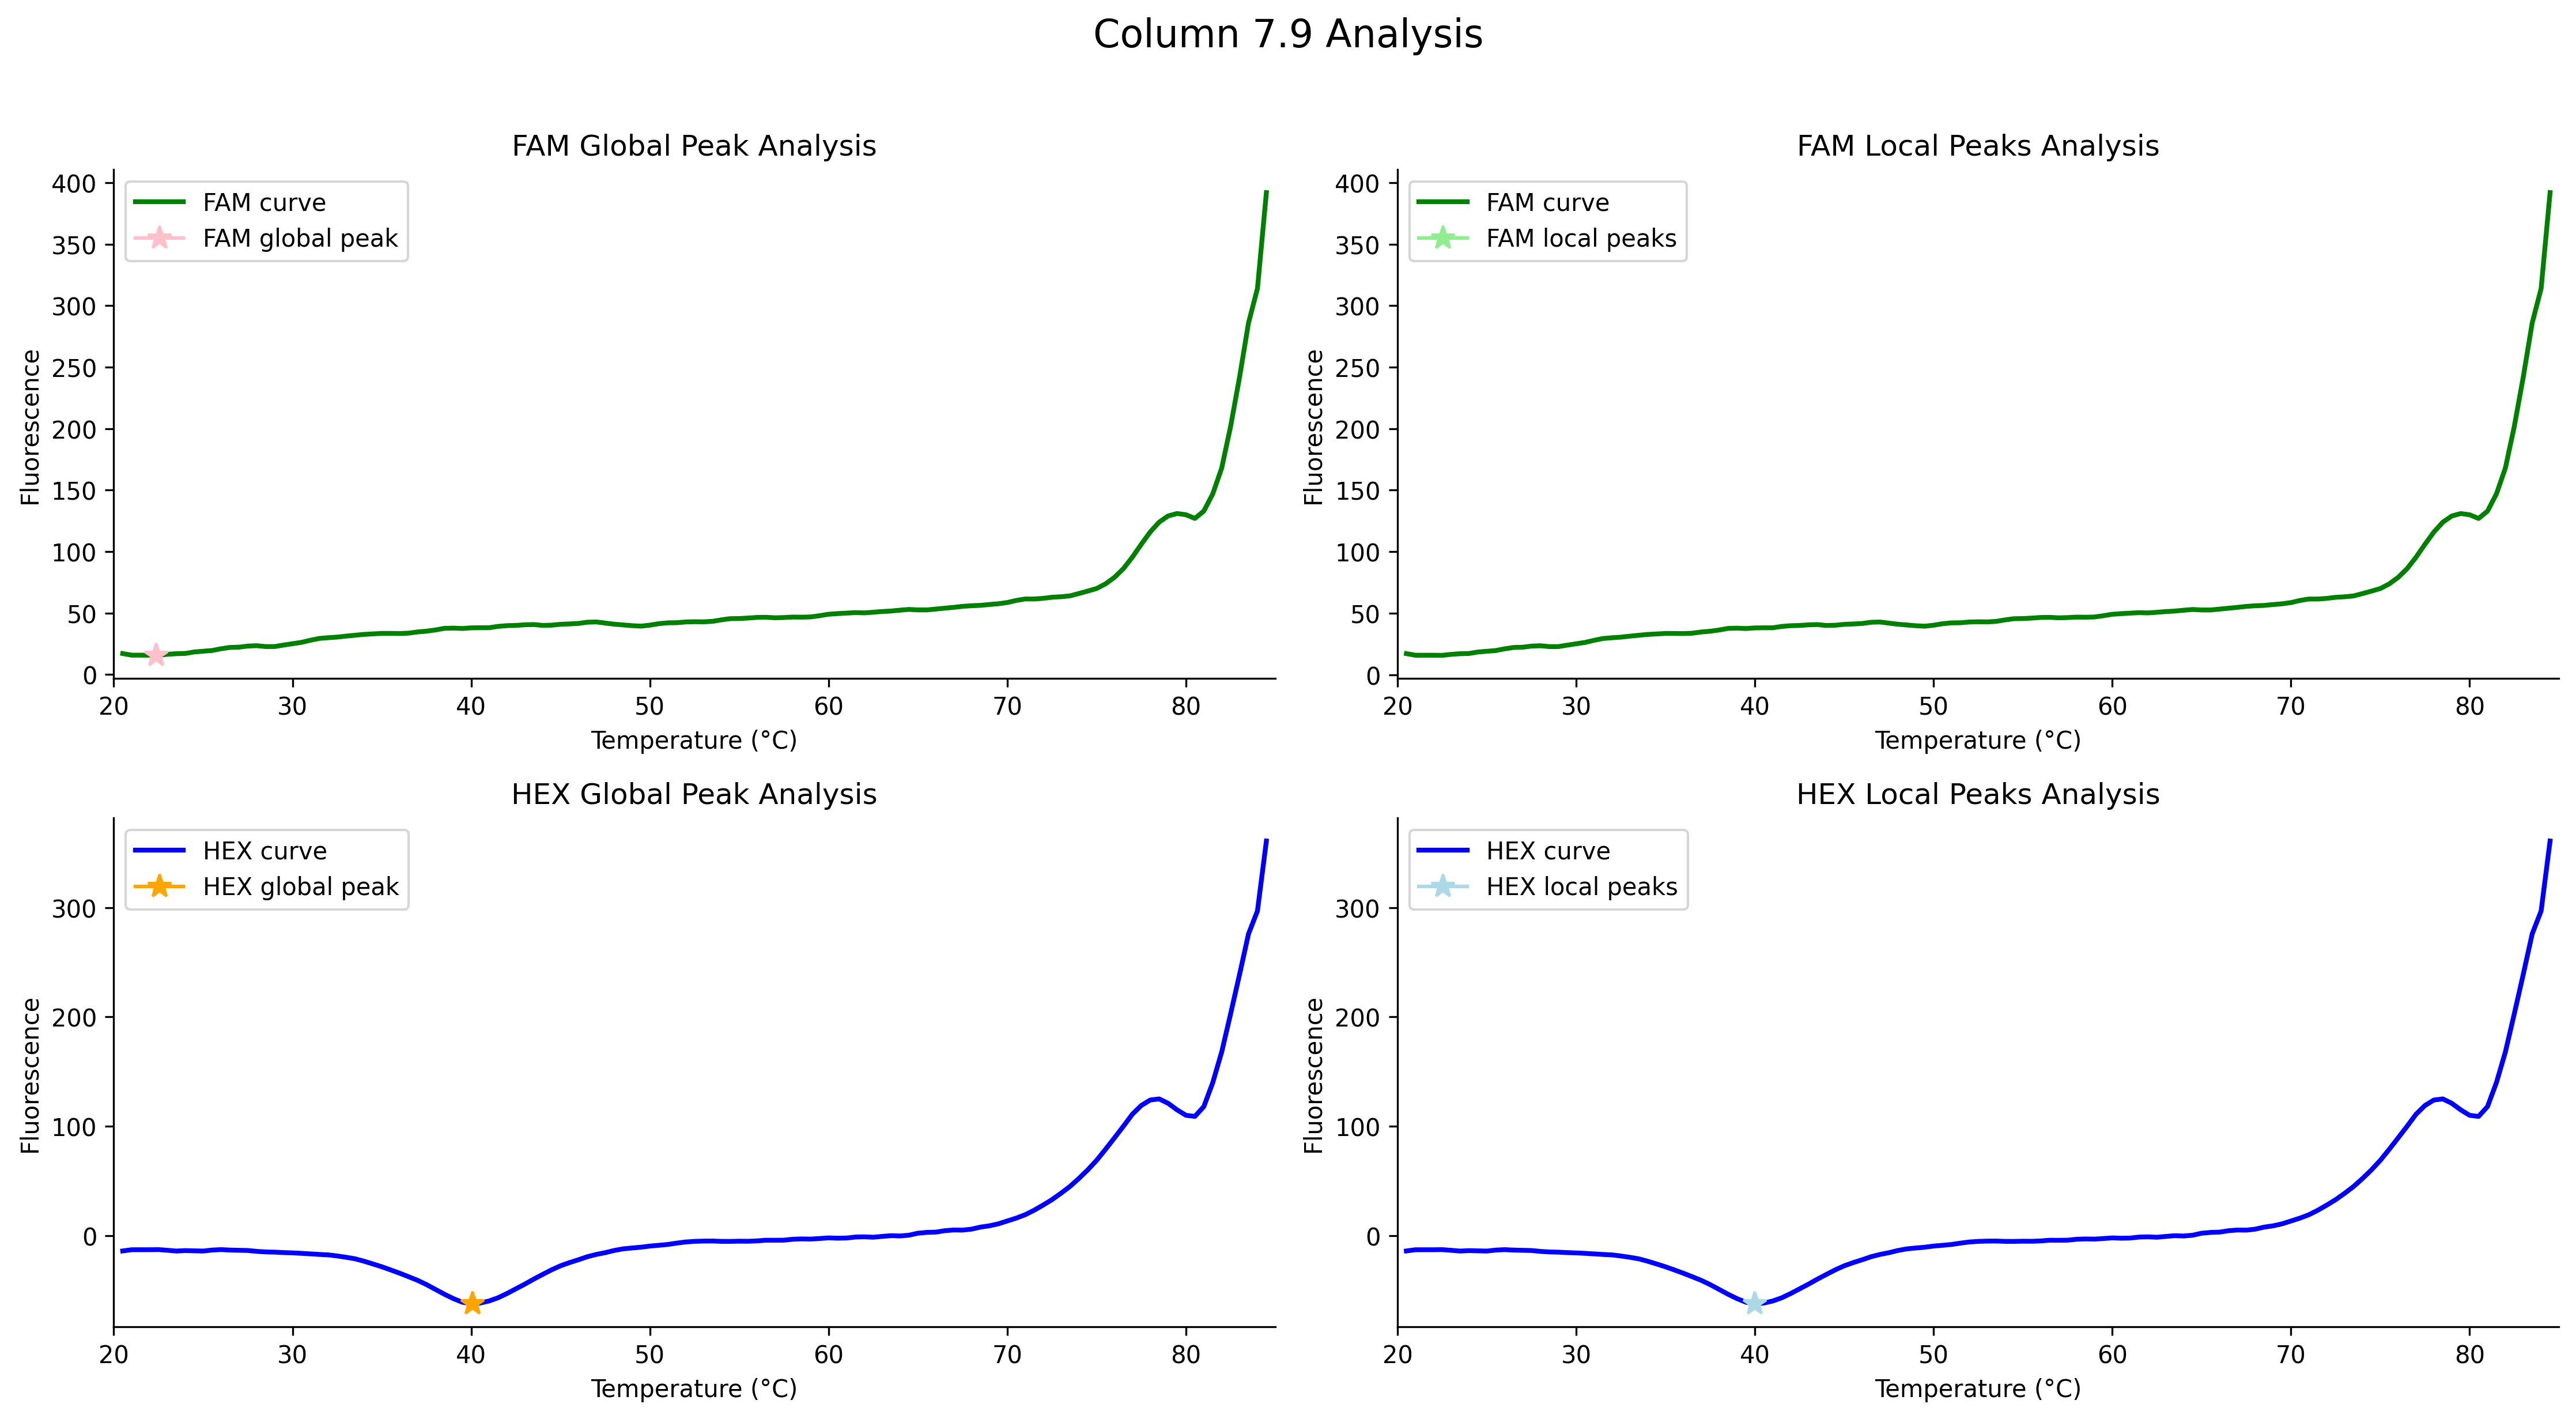 Column 7.9 Analysis
FAM Global Peak Analysis
FAM curve
FAM global peak
400
350
300
250
200
150
100
50
0
Fluorescence
20 30 40 50 60 70 80
Temperature (°C)
FAM Local Peaks Analysis
FAM curve
FAM local peaks
400
350
300
250
200
150
100
50
0
Fluorescence
20 30 40 50 60 70 80
Temperature (°C)
HEX Global Peak Analysis
HEX curve
HEX global peak
300
200
100
0
Fluorescence
20 30 40 50 60 70 80
Temperature (°C)
HEX Local Peaks Analysis
HEX curve
HEX local peaks
300
200
100
0
Fluorescence
20 30 40 50 60 70 80
Temperature (°C)